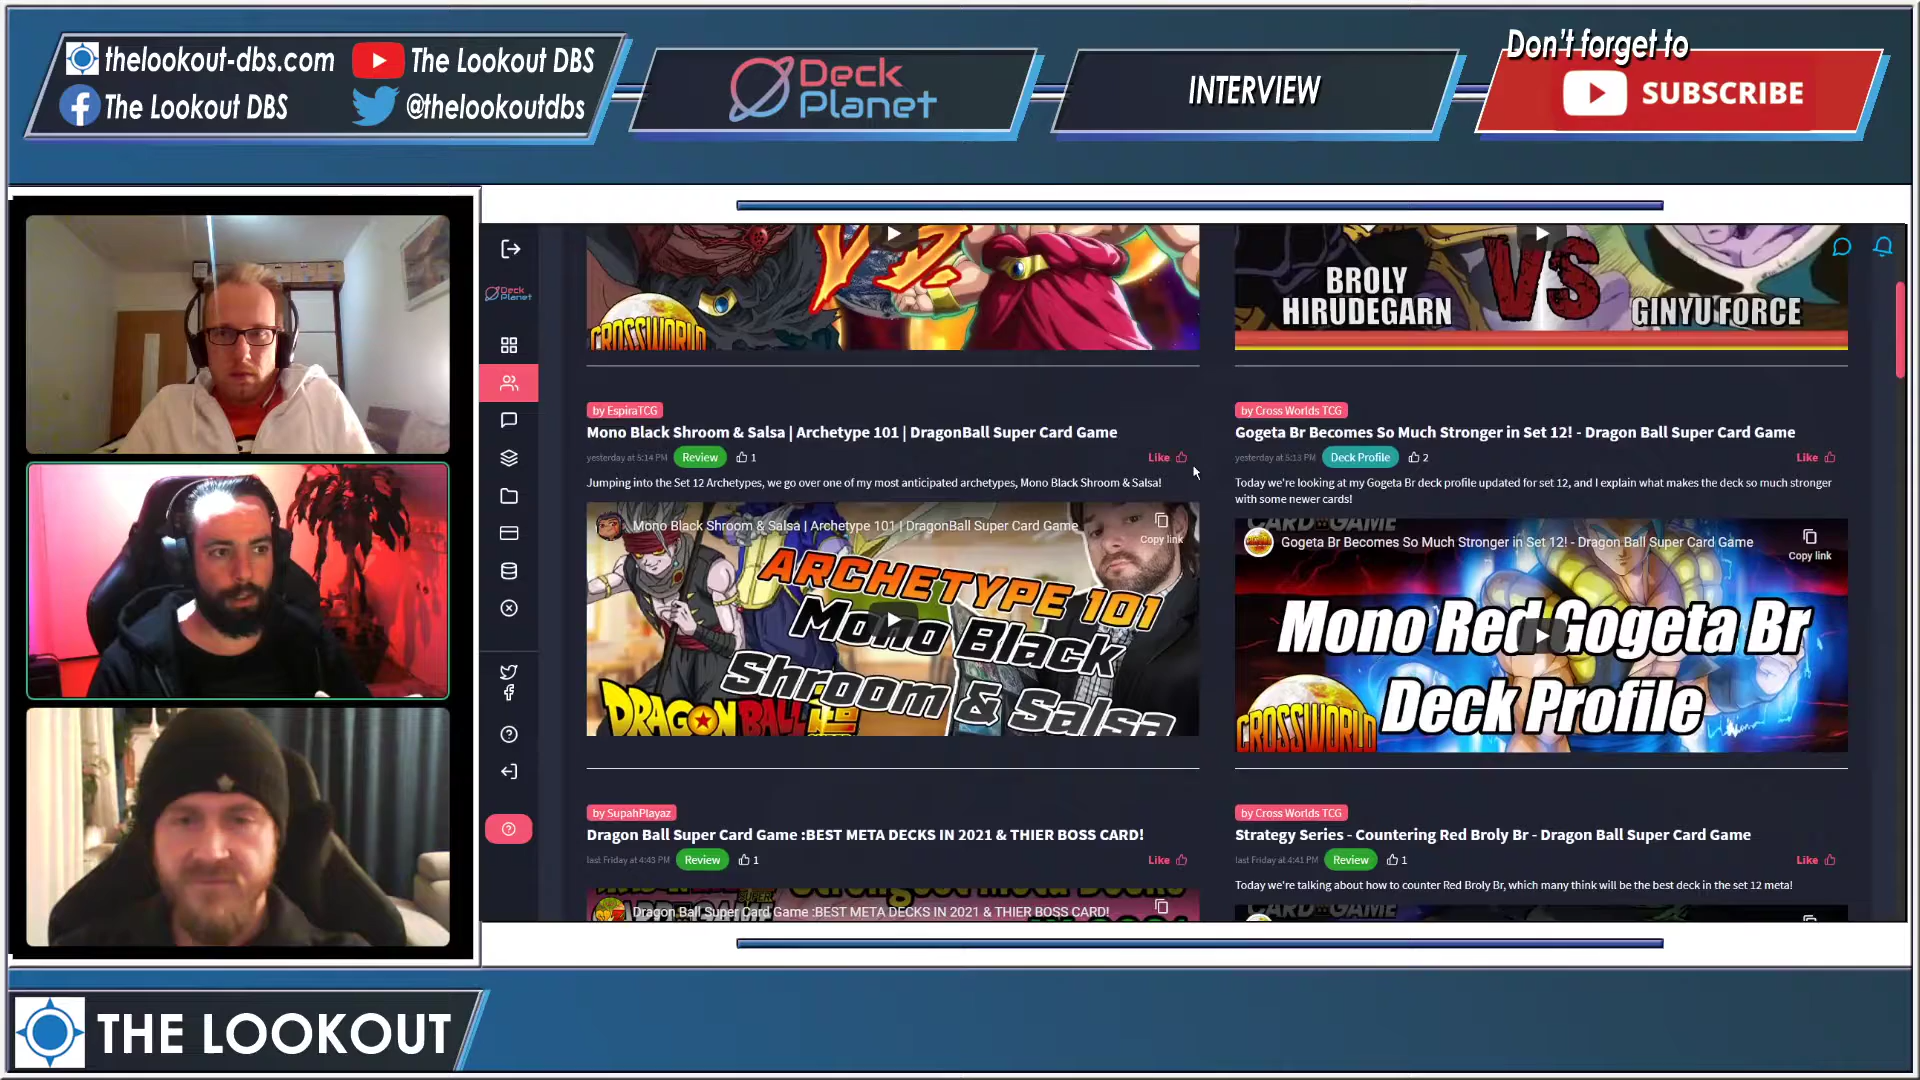 thelookout-dbs.com
The Lookout DBS
The Lookout DBS
@thelookoutdbs
Deck
Planet
INTERVIEW
Don't forget to
SUBSCRIBE
Deck
Planet
VS
CROSSWORLD
BROLY
HIRUDEGARN
VS
GINYU FORCE
by EspiraTCG
Mono Black Shroom & Salsa | Archetype 101 | DragonBall Super Card Game
yesterday at 5:14 PM
Review
1
Like
Jumping into the Set 12 Archetypes, we go over one of my most anticipated archetypes, Mono Black Shroom & Salsa!
Mono Black Shroom & Salsa | Archetype 101 | DragonBall Super Card Game
Copy link
ARCHETYPE 101
Mono Black
Shroom & Salsa
DRAGON BALL
by Cross Worlds TCG
Gogeta Br Becomes So Much Stronger in Set 12! - Dragon Ball Super Card Game
yesterday at 5:13 PM
Deck Profile
2
Like
Today we're looking at my Gogeta Br deck profile updated for set 12, and I explain what makes the deck so much stronger
with some newer cards!
CARD GAME
Gogeta Br Becomes So Much Stronger in Set 12! - Dragon Ball Super Card Game
Copy link
Mono Red Gogeta Br
Deck Profile
CROSSWORLD
by SupahPlayaz
Dragon Ball Super Card Game :BEST META DECKS IN 2021 & THIER BOSS CARD!
last Friday at 4:43 PM
Review
1
Like
Dragon Ball Super Card Game :BEST META DECKS IN 2021 & THIER BOSS CARD!
by Cross Worlds TCG
Strategy Series - Countering Red Broly Br - Dragon Ball Super Card Game
last Friday at 4:41 PM
Review
1
Like
Today we're talking about how to counter Red Broly Br, which many think will be the best deck in the set 12 meta!
CARD GAME
THE LOOKOUT